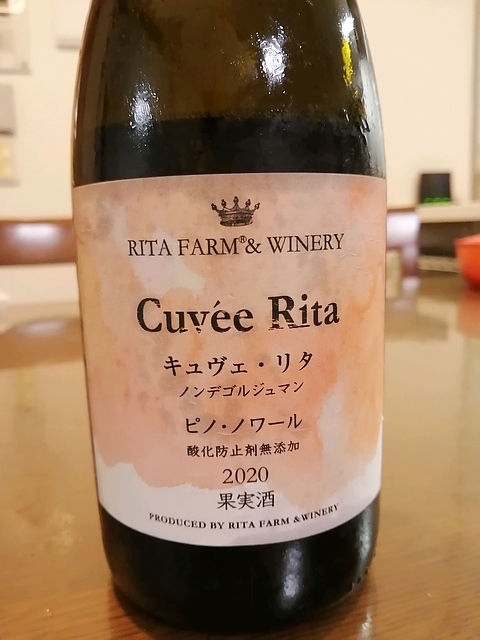 RITA FARM® & WINERY
Cuvée Rita
キュヴェ・リタ
ノンデゴルジュマン
ピノ・ノワール
酸化防止剤無添加
2020
果実酒
PRODUCED BY RITA FARM & WINERY